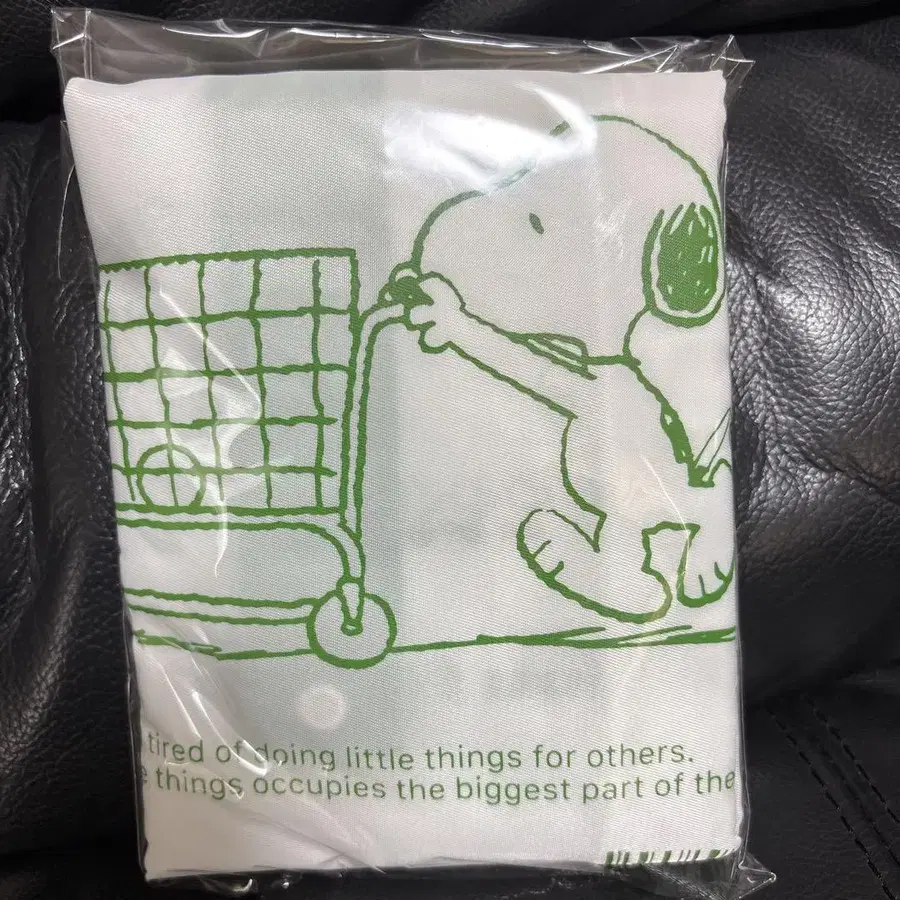 tired of doing little things for others.
things occupies the biggest part of the